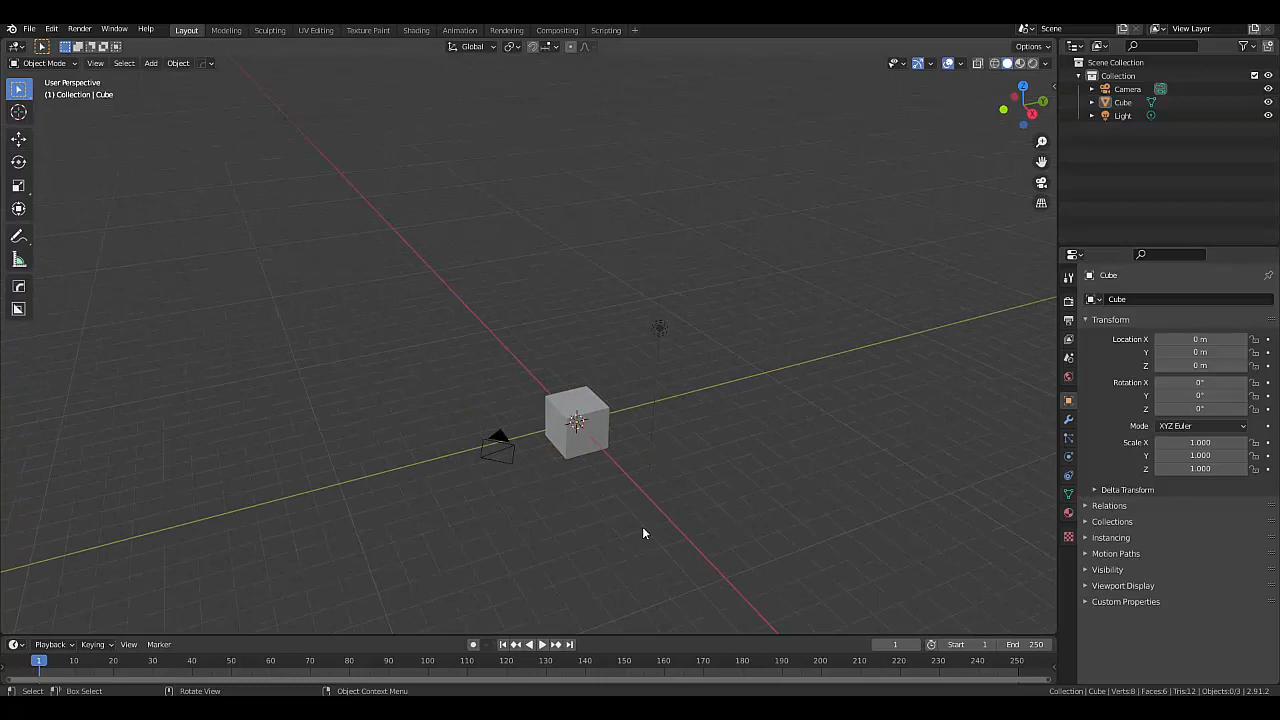 File Edit Render Window Help Layout Modeling Sculpting UV Editing Texture Paint Shading Animation Rendering Compositing Scripting Scene View Layer
Global Options
Object Mode View Select Add Object
User Perspective
(1) Collection | Cube
Z
Y
X
Scene Collection
Collection
Camera
Cube
Light
Cube
Cube
Transform
Location X 0 m
Y 0 m
Z 0 m
Rotation X 0°
Y 0°
Z 0°
Mode XYZ Euler
Scale X 1.000
Y 1.000
Z 1.000
Delta Transform
Relations
Collections
Instancing
Motion Paths
Visibility
Viewport Display
Custom Properties
Playback Keying View Marker 1 Start 1 End 250
1 10 20 30 40 50 60 70 80 90 100 110 120 130 140 150 160 170 180 190 200 210 220 230 240 250
Select Box Select Rotate View Object Context Menu Collection | Cube | Verts:8 | Faces:6 | Tris:12 | Objects:0/3 | 2.91.2